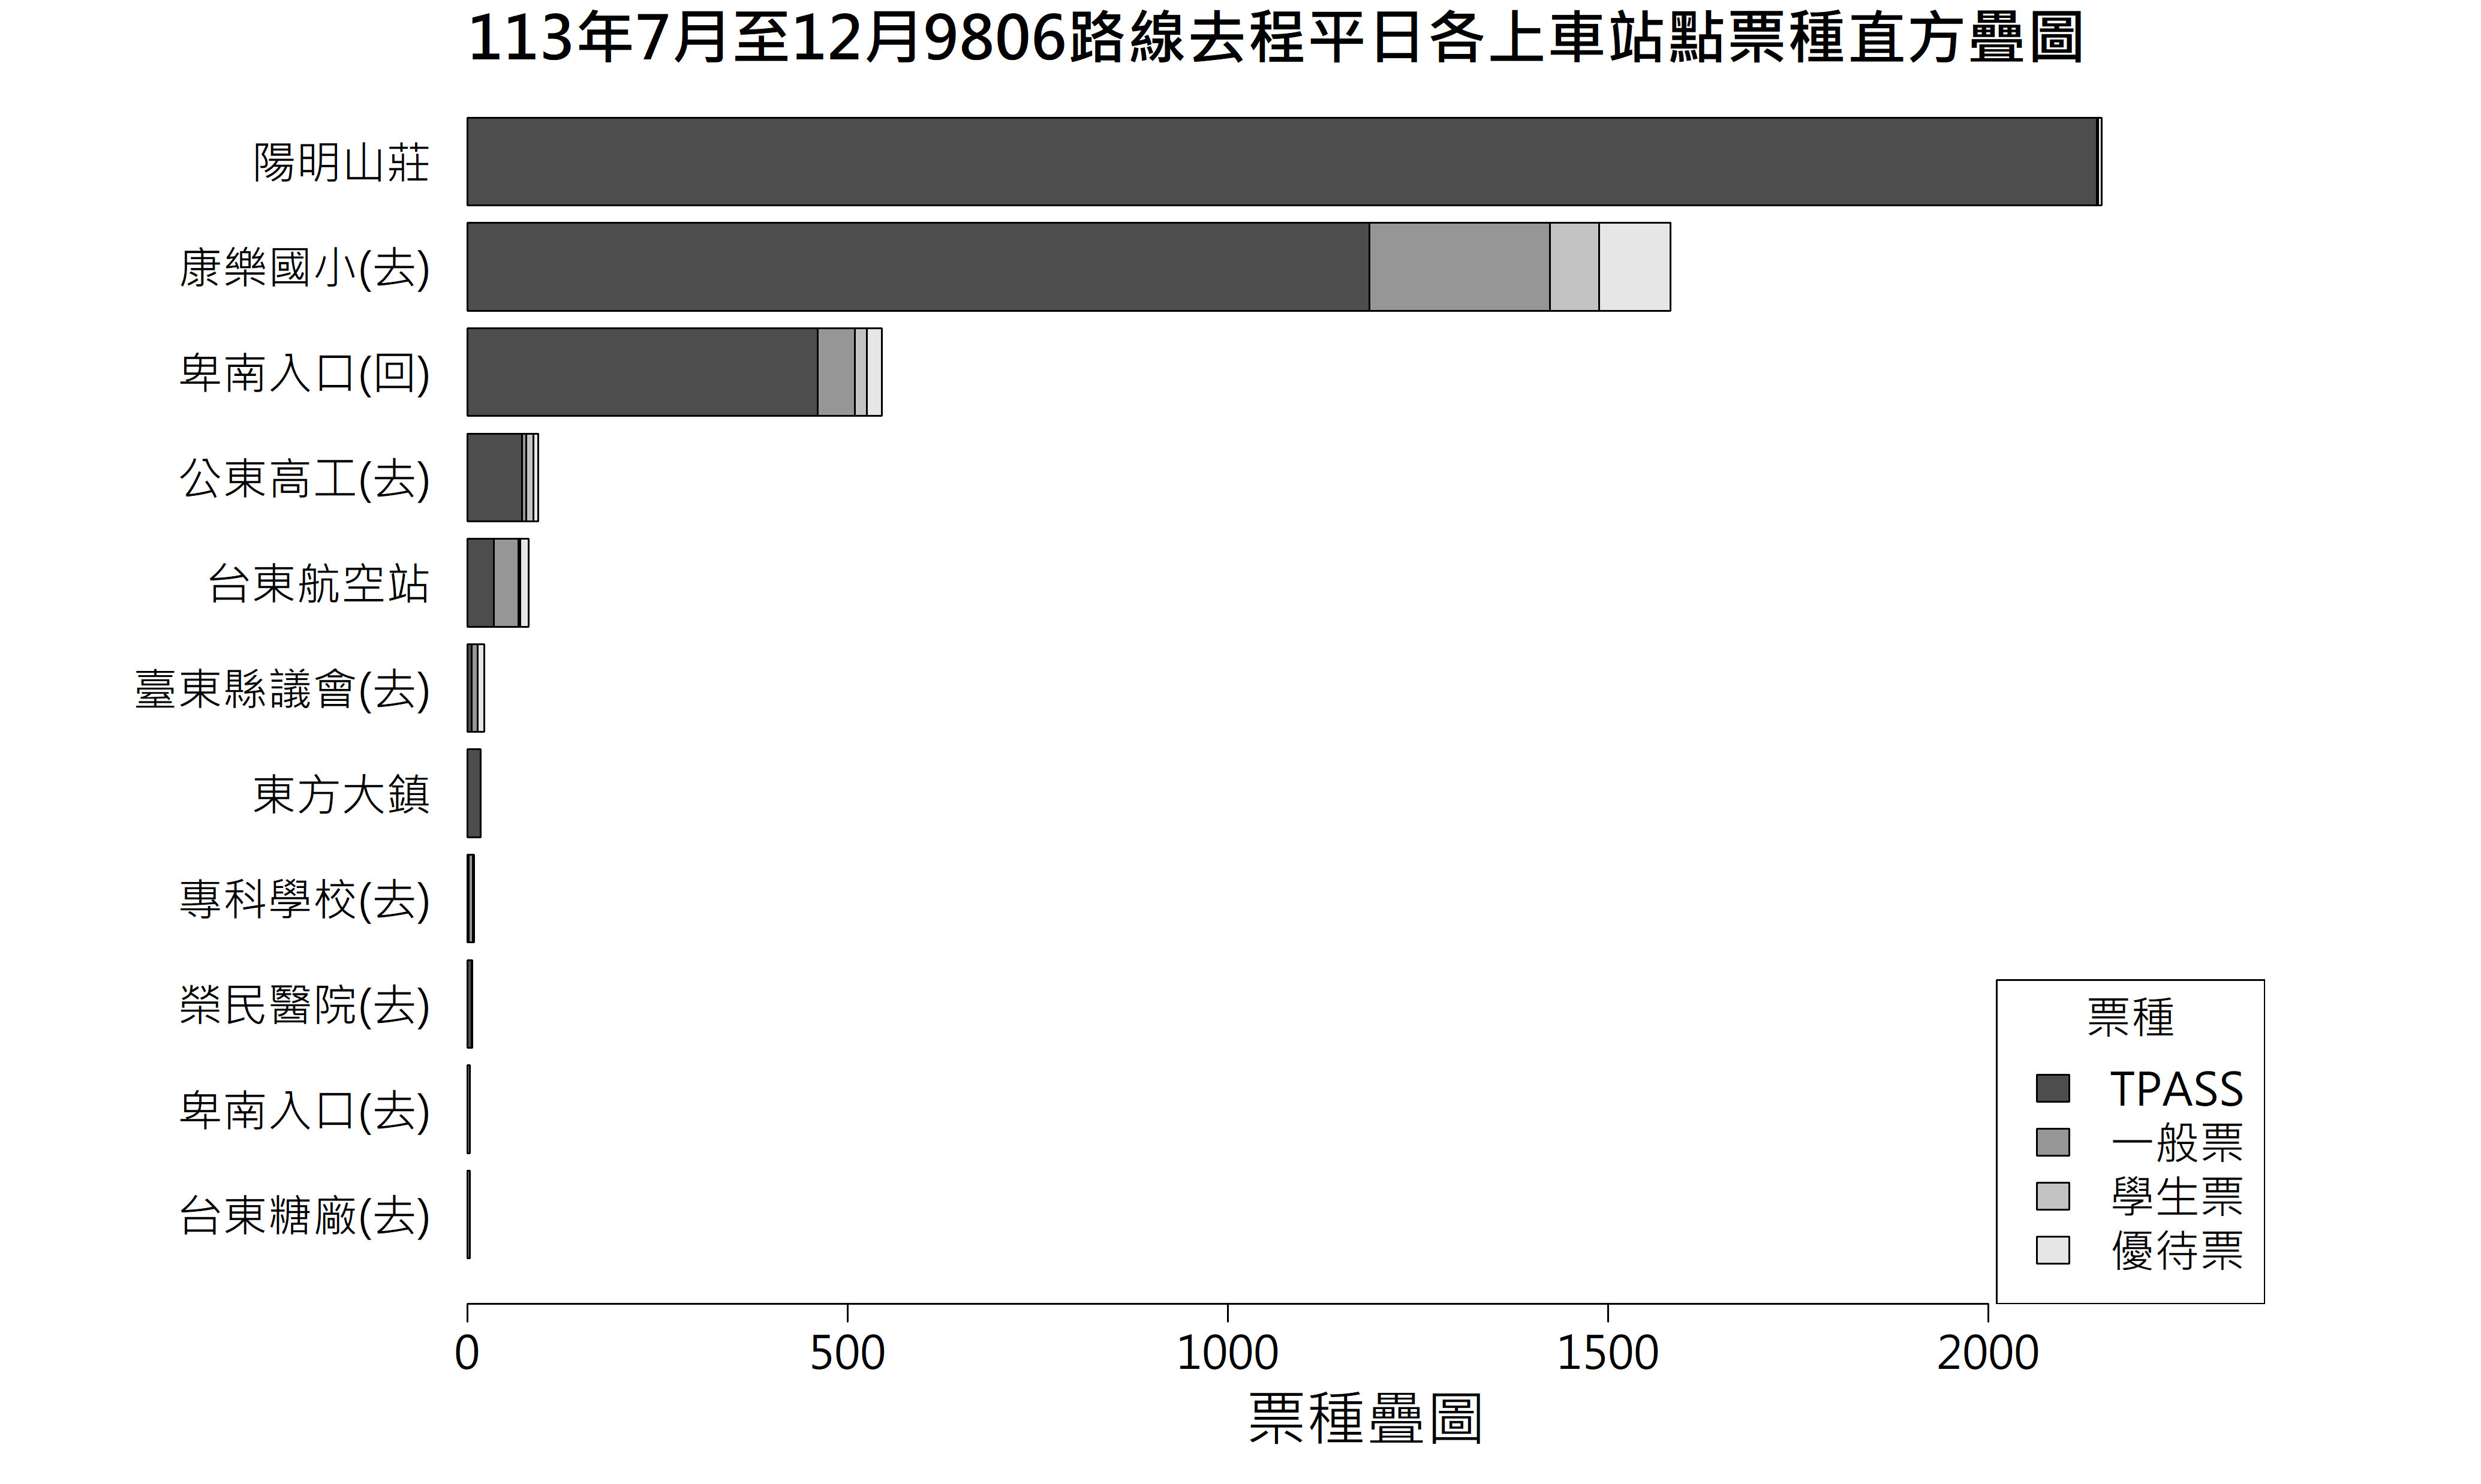 113年7月至12月9806路線去程平日各上車站點票種直方疊圖
陽明山莊
康樂國小(去)
卑南入口(回)
公東高工(去)
台東航空站
臺東縣議會(去)
東方大鎮
專科學校(去)
榮民醫院(去)
卑南入口(去)
台東糖廠(去)
票種
TPASS
一般票
學生票
優待票
0 500 1000 1500 2000
票種疊圖